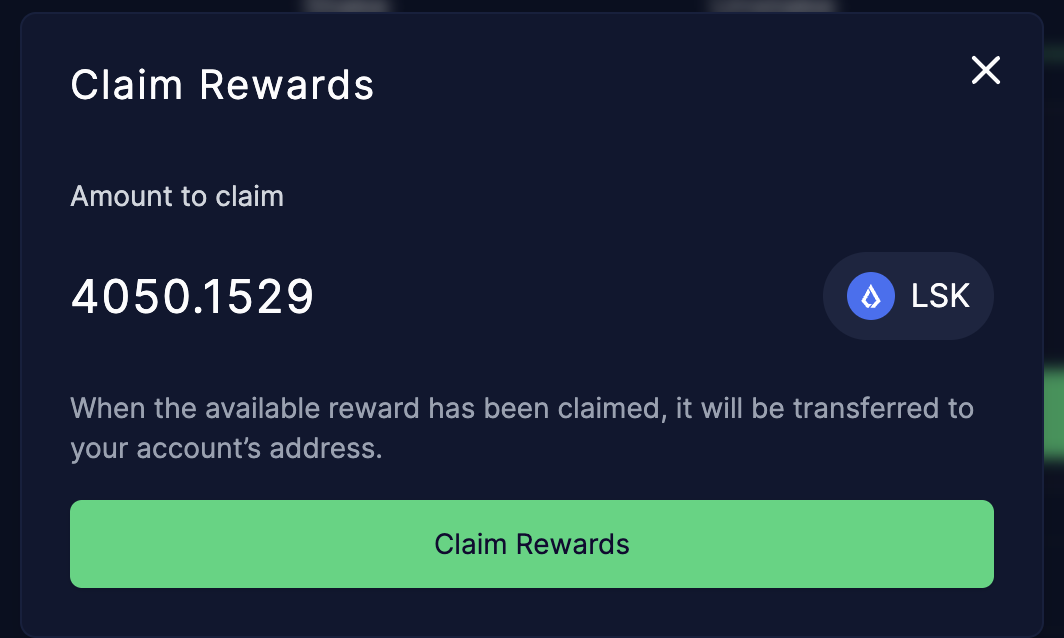 Claim Rewards
Amount to claim
4050.1529
LSK
When the available reward has been claimed, it will be transferred to
your account’s address.
Claim Rewards